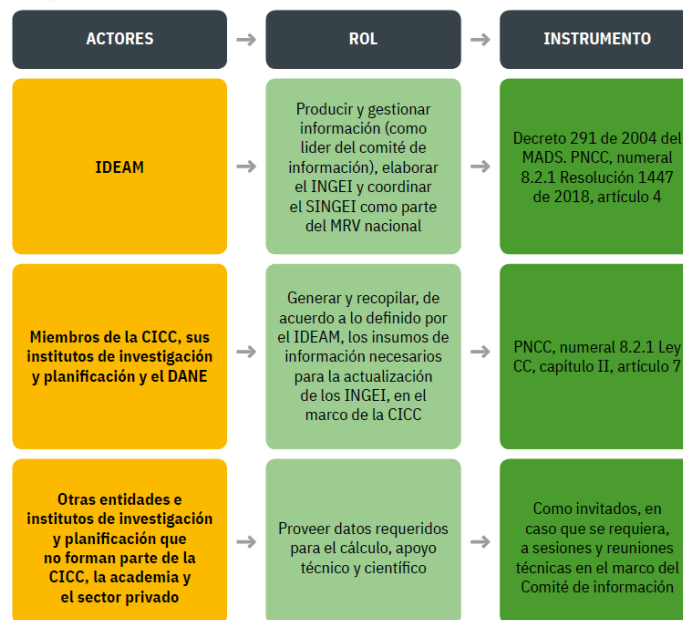 ACTORES → ROL → INSTRUMENTO
IDEAM
→
Producir y gestionar
información (como
lider del comité de
información), elaborar
el INGEI y coordinar
el SINGEI como parte
del MRV nacional
→
Decreto 291 de 2004 del
MADS. PNCC, numeral
8.2.1 Resolución 1447
de 2018, artículo 4
Miembros de la CICC, sus
institutos de investigación
y planificación y el DANE
→
Generar y recopilar, de
acuerdo a lo definido por
el IDEAM, los insumos de
información necesarios
para la actualización
de los INGEI, en el
marco de la CICC
→
PNCC, numeral 8.2.1 Ley
CC, capítulo II, artículo 7
Otras entidades e
institutos de investigación
y planificación que
no forman parte de la
CICC, la academia y
el sector privado
→
Proveer datos requeridos
para el cálculo, apoyo
técnico y científico
→
Como invitados, en
caso que se requiera,
a sesiones y reuniones
técnicas en el marco del
Comité de información